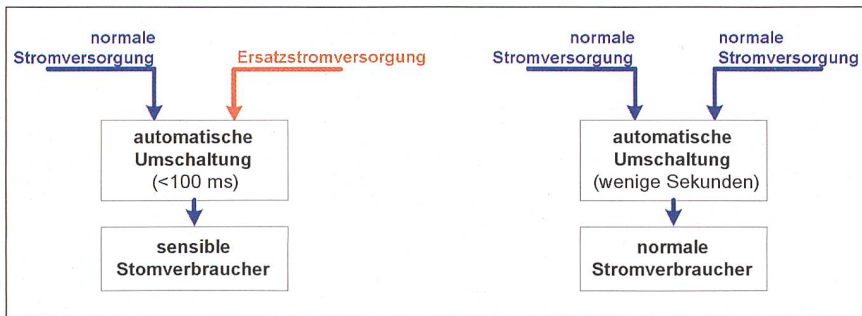 normale
Stromversorgung
Ersatzstromversorgung
automatische
Umschaltung
(<100 ms)
sensible
Stomverbraucher
normale
Stromversorgung
normale
Stromversorgung
automatische
Umschaltung
(wenige Sekunden)
normale
Stromverbraucher